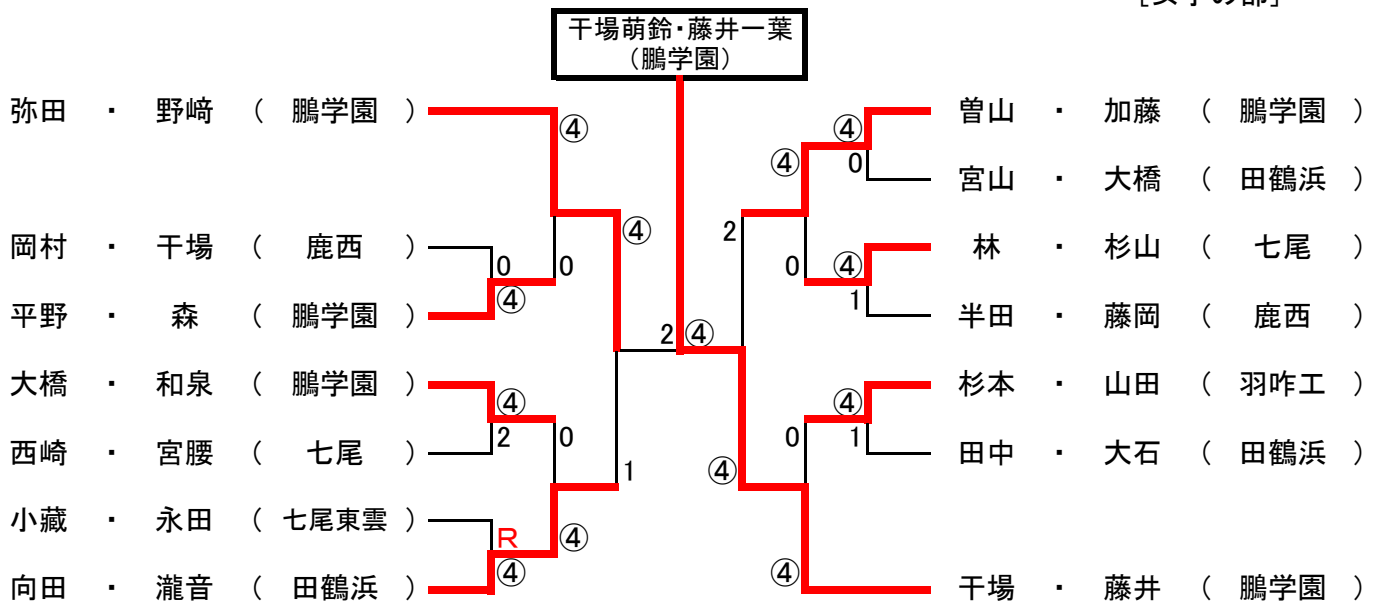 [女子の部]
干場萌鈴・藤井一葉
(鵬学園)
弥田 ・ 野﨑 ( 鵬学園 )
岡村 ・ 干場 ( 鹿西 )
平野 ・ 森 ( 鵬学園 )
大橋 ・ 和泉 ( 鵬学園 )
西崎 ・ 宮腰 ( 七尾 )
小藏 ・ 永田 ( 七尾東雲 )
向田 ・ 瀧音 ( 田鶴浜 )
④
④
0 0
④
2 ④
④
2 0
1
R ④
④
曽山 ・ 加藤 ( 鵬学園 )
宮山 ・ 大橋 ( 田鶴浜 )
林 ・ 杉山 ( 七尾 )
半田 ・ 藤岡 ( 鹿西 )
杉本 ・ 山田 ( 羽咋工 )
田中 ・ 大石 ( 田鶴浜 )
干場 ・ 藤井 ( 鵬学園 )
④
④ 0
2
0 ④
1
④
0 1
④
④